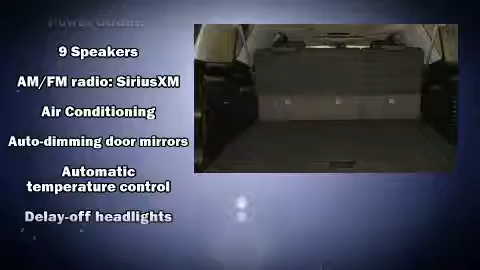 9 Speakers
AM/FM radio: SiriusXM
Air Conditioning
Auto-dimming door mirrors
Automatic
temperature control
Delay-off headlights